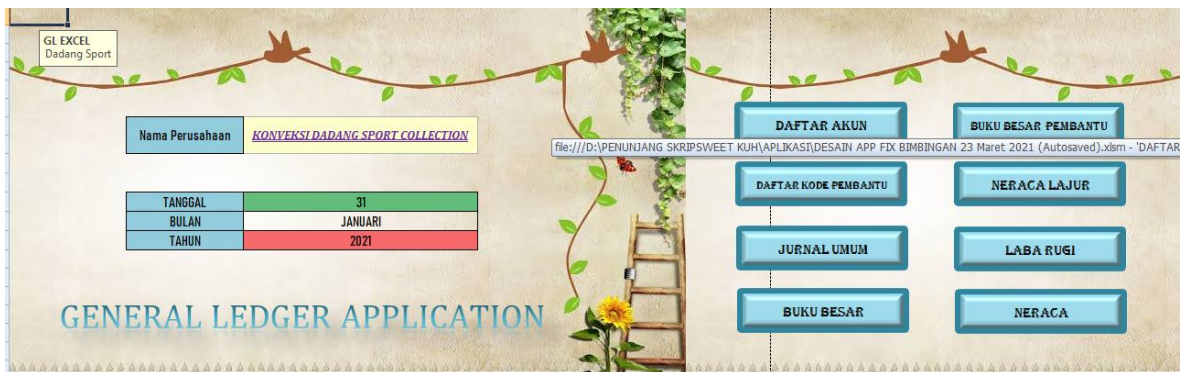 GL EXCEL
Dadang Sport
Nama Perusahaan KONVEKSI DADANG SPORT COLLECTION
TANGGAL 31
BULAN JANUARI
TAHUN 2021
GENERAL LEDGER APPLICATION
DAFTAR AKUN BUKU BESAR PEMBANTU
file:///D:\PENUNJANG SKRIPSWEET KUH\APLIKASI\DESAIN APP FIX BIMBINGAN 23 Maret 2021 (Autosaved).xlsm - 'DAFTAR
DAFTAR KODE PEMBANTU NERACA LAJUR
JURNAL UMUM LABA RUGI
BUKU BESAR NERACA